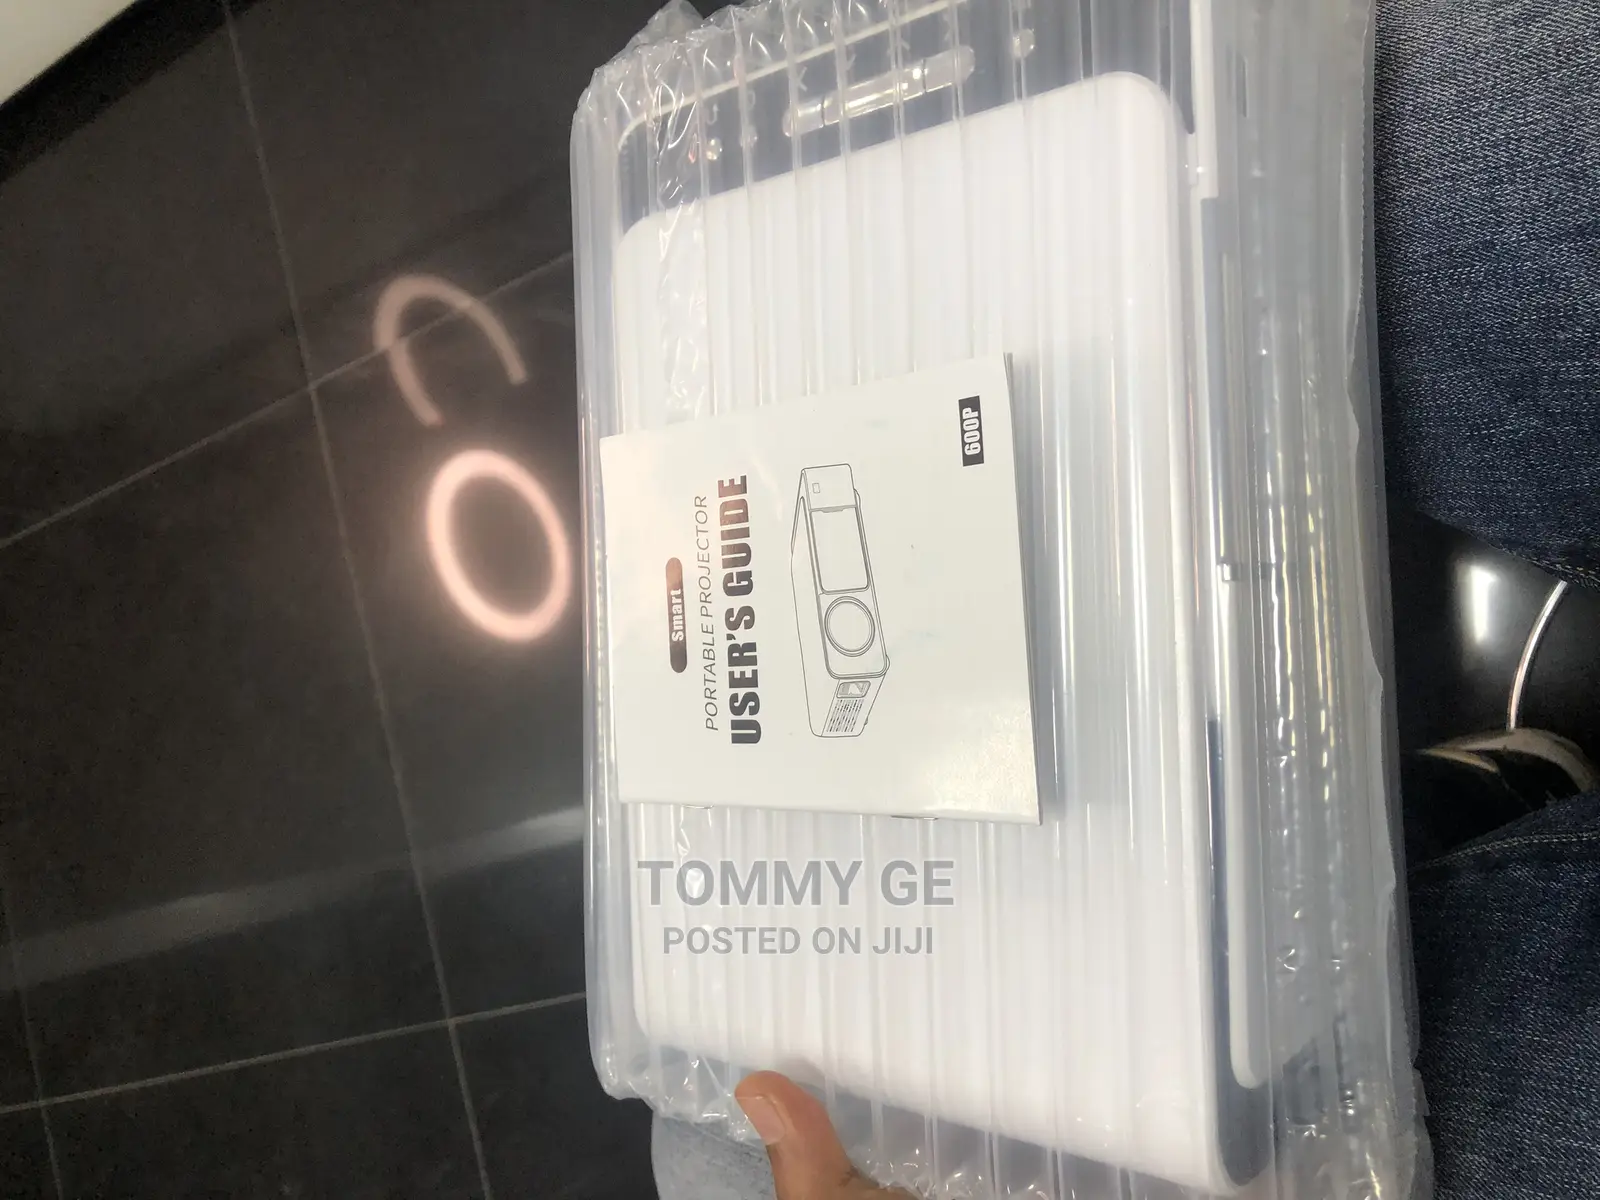 Smart
PORTABLE PROJECTOR
USER'S GUIDE
600P
TOMMY GE
POSTED ON JIJI